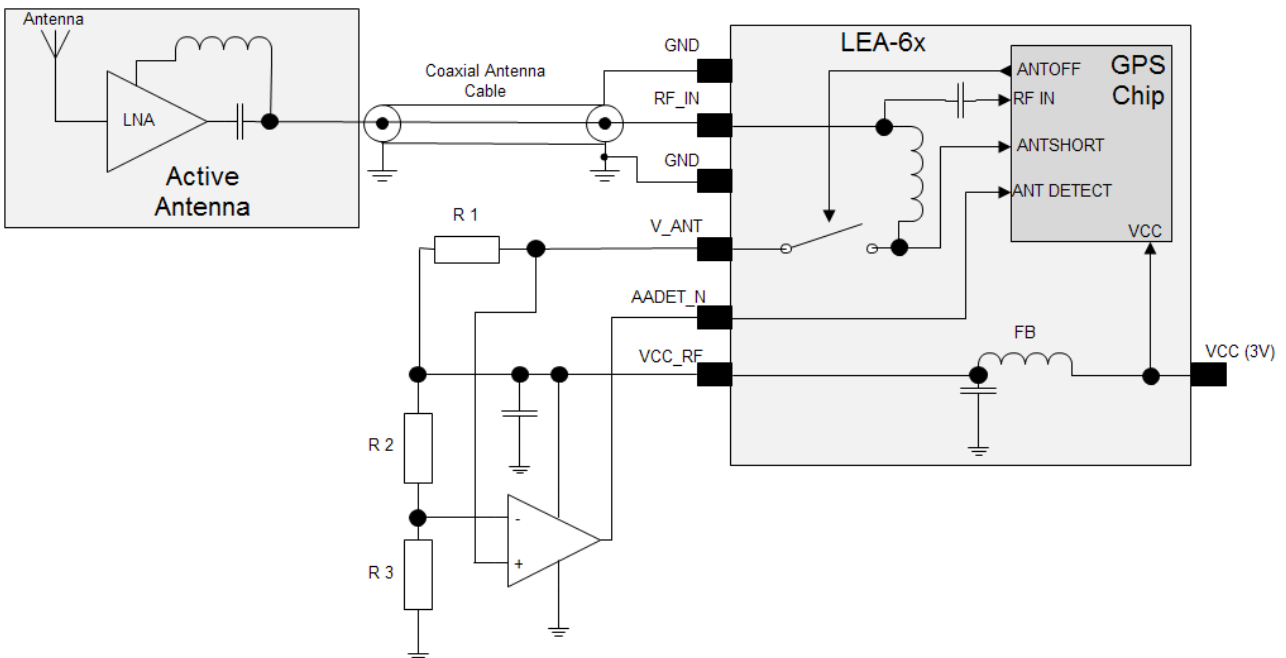 Antenna
LNA
Active
Antenna
Coaxial Antenna
Cable
GND
RF_IN
GND
V_ANT
AADET_N
VCC_RF
LEA-6x
GPS
Chip
ANTOFF
RF IN
ANTSHORT
ANT DETECT
VCC
FB
VCC (3V)
R 1
R 2
R 3
-
+